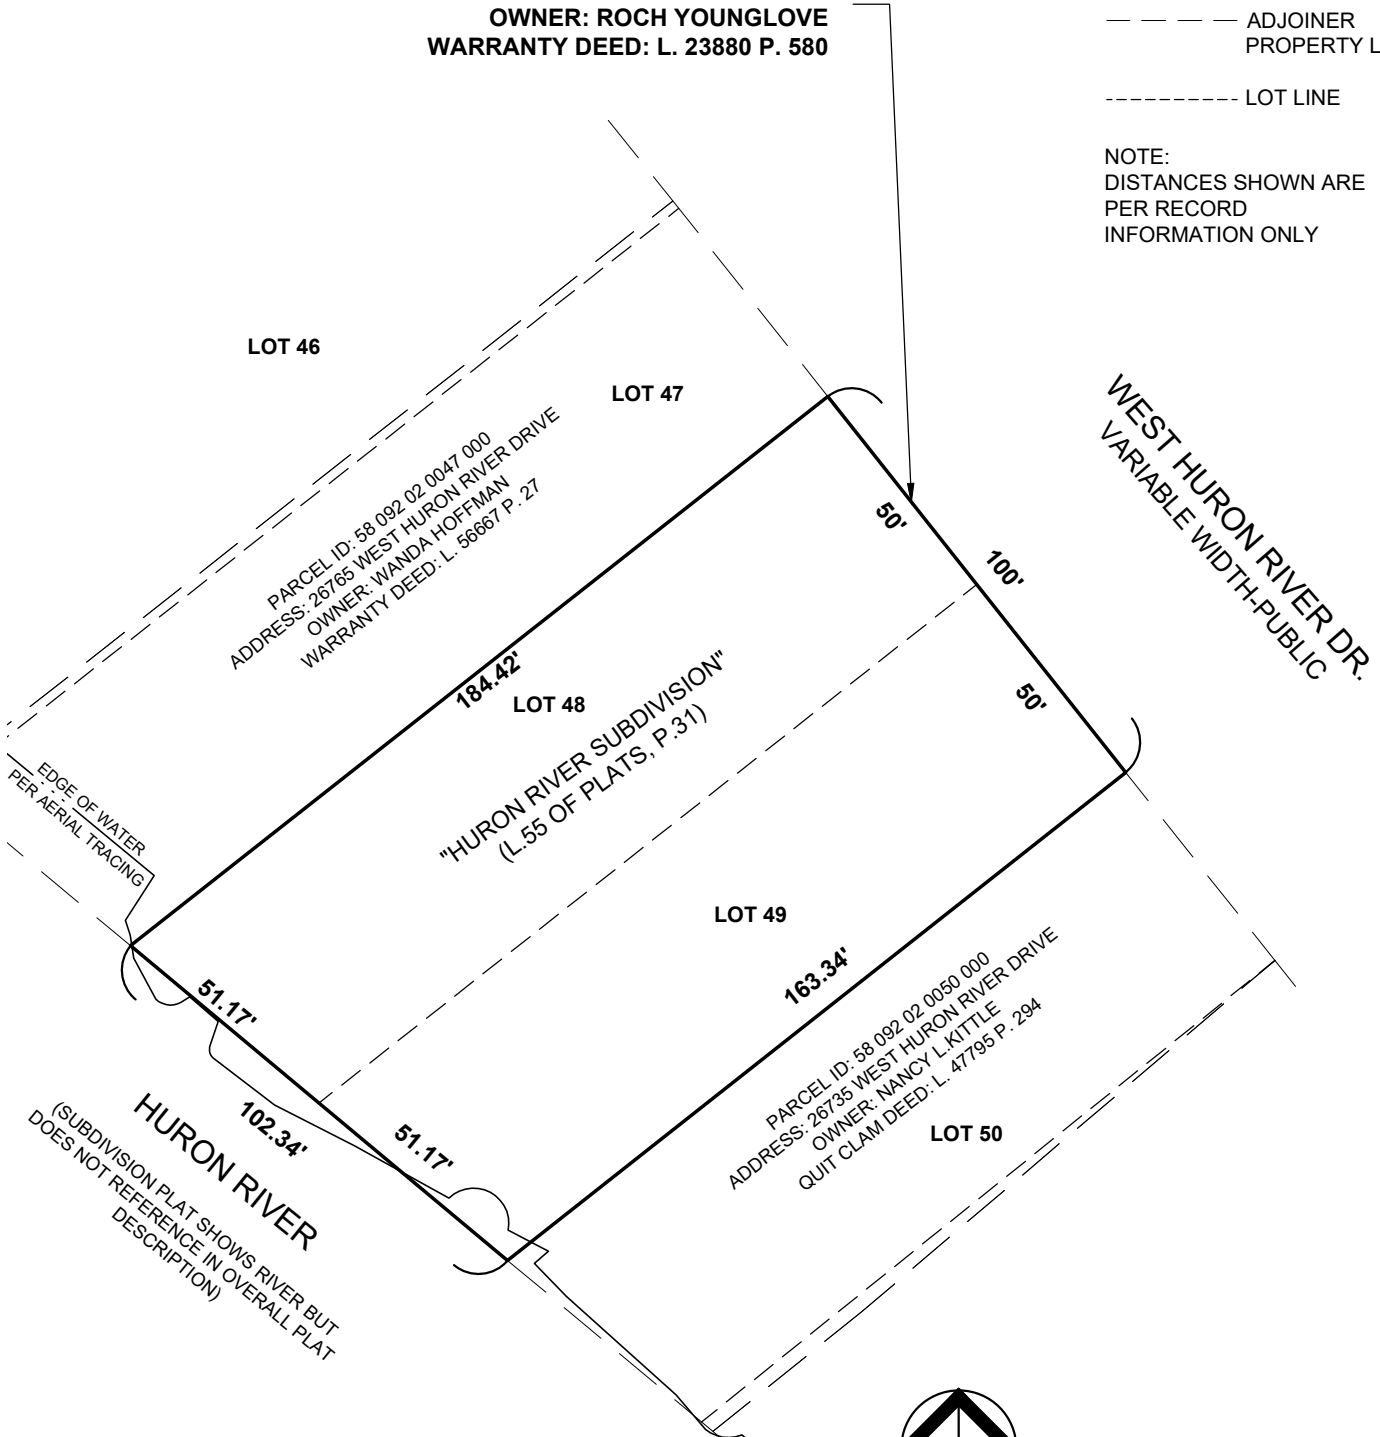 OWNER: ROCH YOUNGLOVE
WARRANTY DEED: L. 23880 P. 580
ADJOINER
PROPERTY L
LOT LINE
NOTE:
DISTANCES SHOWN ARE
PER RECORD
INFORMATION ONLY
LOT 46
LOT 47
PARCEL ID: 58 092 02 0047 000
ADDRESS: 26765 WEST HURON RIVER DRIVE
OWNER: WANDA HOFFMAN
WARRANTY DEED: L. 56667 P. 27
WEST HURON RIVER DR.
VARIABLE WIDTH-PUBLIC
50'
100'
50'
184.42'
LOT 48
"HURON RIVER SUBDIVISION"
(L.55 OF PLATS, P.31)
EDGE OF WATER
PER AERIAL TRACING
LOT 49
163.34'
51.17'
102.34'
51.17'
PARCEL ID: 58 092 02 0050 000
ADDRESS: 26735 WEST HURON RIVER DRIVE
OWNER: NANCY L.KITTLE
QUIT CLAM DEED: L. 47795 P. 294
LOT 50
HURON RIVER
(SUBDIVISION PLAT SHOWS RIVER BUT
DOES NOT REFERENCE IN OVERALL PLAT
DESCRIPTION)